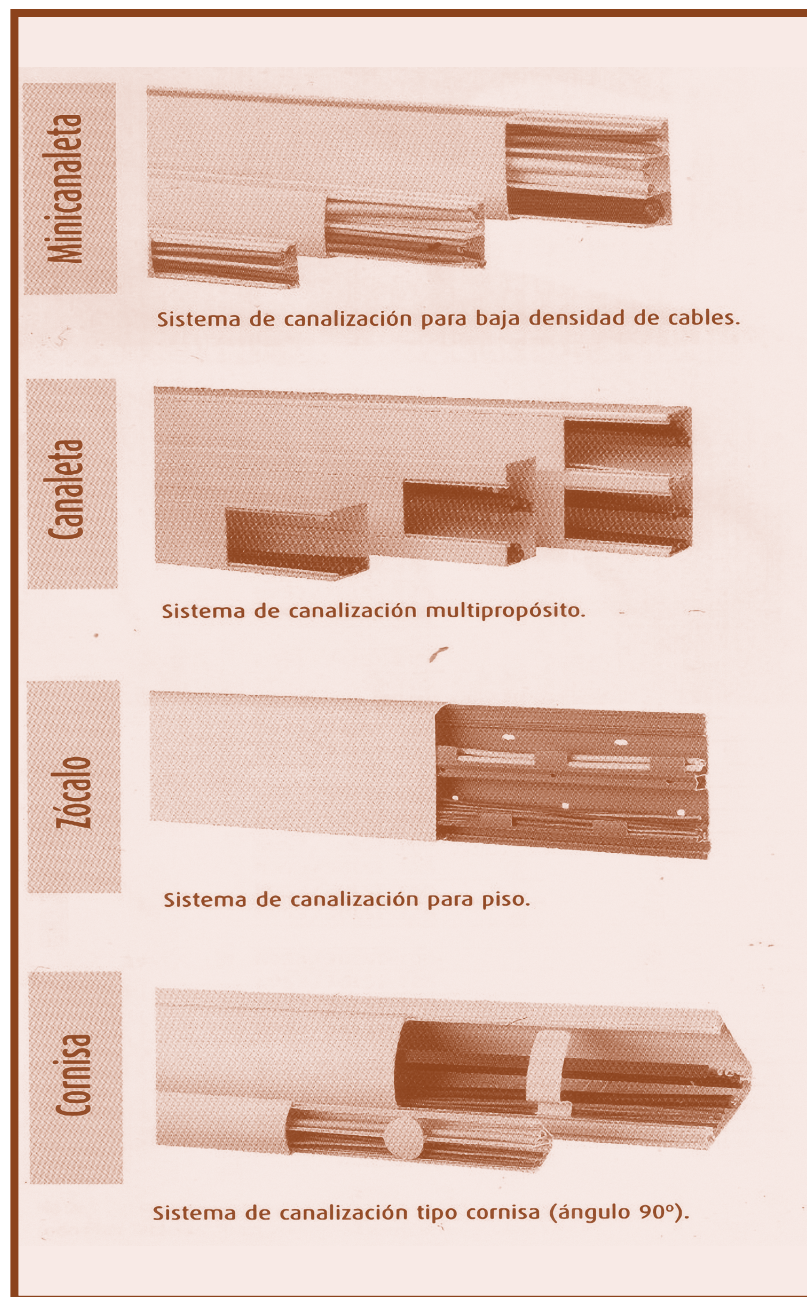 Minicanaleta
Sistema de canalización para baja densidad de cables.
Canaleta
Sistema de canalización multipropósito.
Zócalo
Sistema de canalización para piso.
Cornisa
Sistema de canalización tipo cornisa (ángulo 90º).